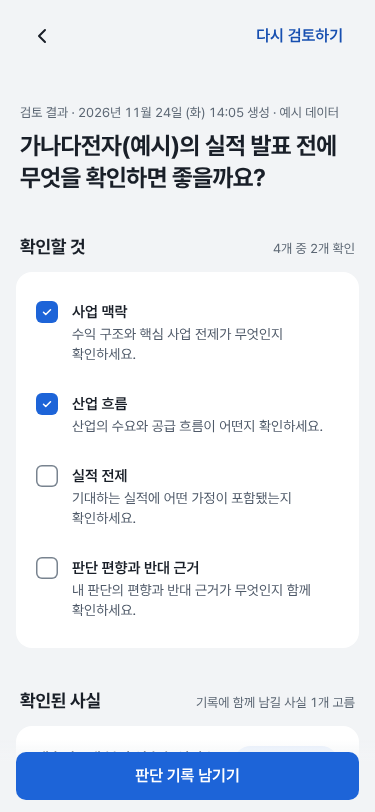 다시 검토하기
검토 결과 · 2026년 11월 24일 (화) 14:05 생성 · 예시 데이터
가나다전자(예시)의 실적 발표 전에
무엇을 확인하면 좋을까요?
확인할 것
4개 중 2개 확인
사업 맥락
수익 구조와 핵심 사업 전제가 무엇인지
확인하세요.
산업 흐름
산업의 수요와 공급 흐름이 어떤지 확인하세요.
실적 전제
기대하는 실적에 어떤 가정이 포함됐는지
확인하세요.
판단 편향과 반대 근거
내 판단의 편향과 반대 근거가 무엇인지 함께
확인하세요.
확인된 사실
기록에 함께 남길 사실 1개 고름
판단 기록 남기기